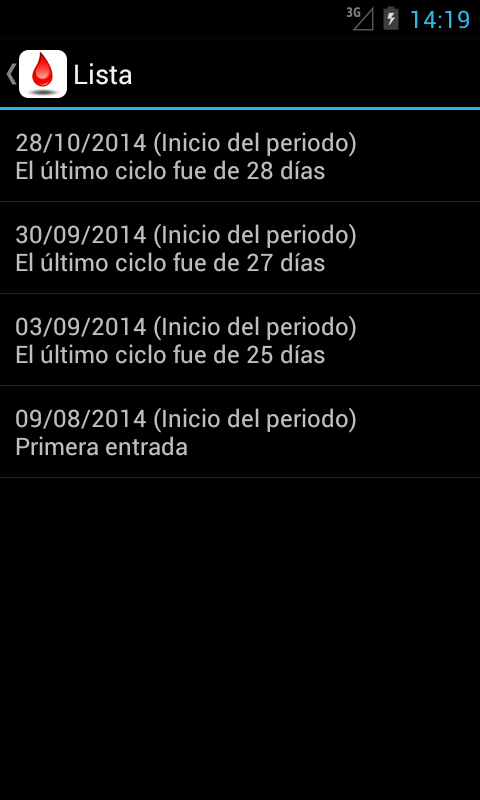 3G 14:19
Lista
28/10/2014 (Inicio del periodo)
El último ciclo fue de 28 días
30/09/2014 (Inicio del periodo)
El último ciclo fue de 27 días
03/09/2014 (Inicio del periodo)
El último ciclo fue de 25 días
09/08/2014 (Inicio del periodo)
Primera entrada